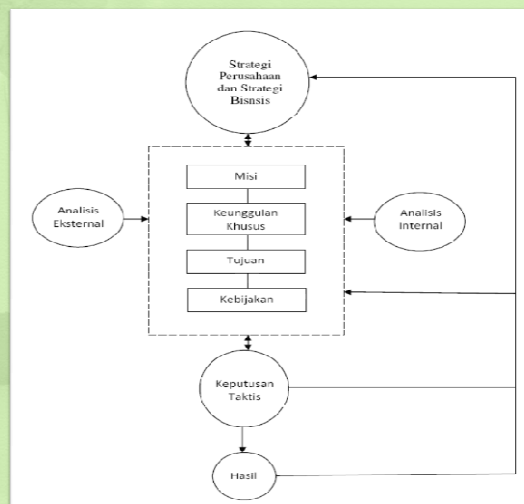 Strategi
Perusahaan
dan Strategi
Bisnsis
Misi
Analisis
Eksternal
Keunggulan
Khusus
Analisis
Internal
Tujuan
Kebijakan
Keputusan
Taktis
Hasil